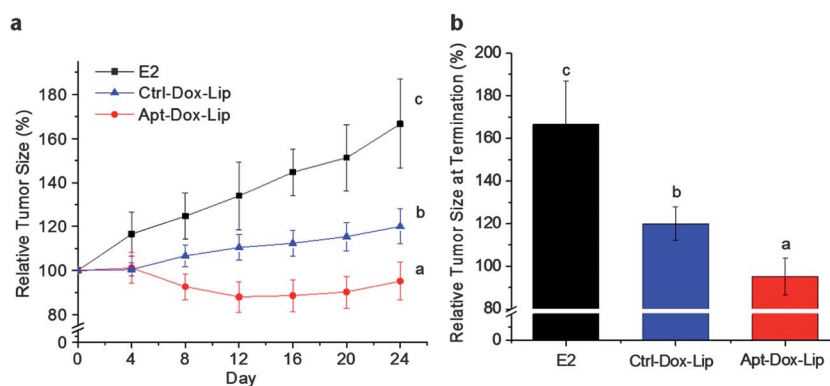 a
E2
Ctrl-Dox-Lip
Apt-Dox-Lip
c
b
a
Relative Tumor Size (%)
180
160
140
120
100
80
0
0 4 8 12 16 20 24
Day
b
Relative Tumor Size at Termination (%)
200
180
160
140
120
100
80
0
c
b
a
E2 Ctrl-Dox-Lip Apt-Dox-Lip